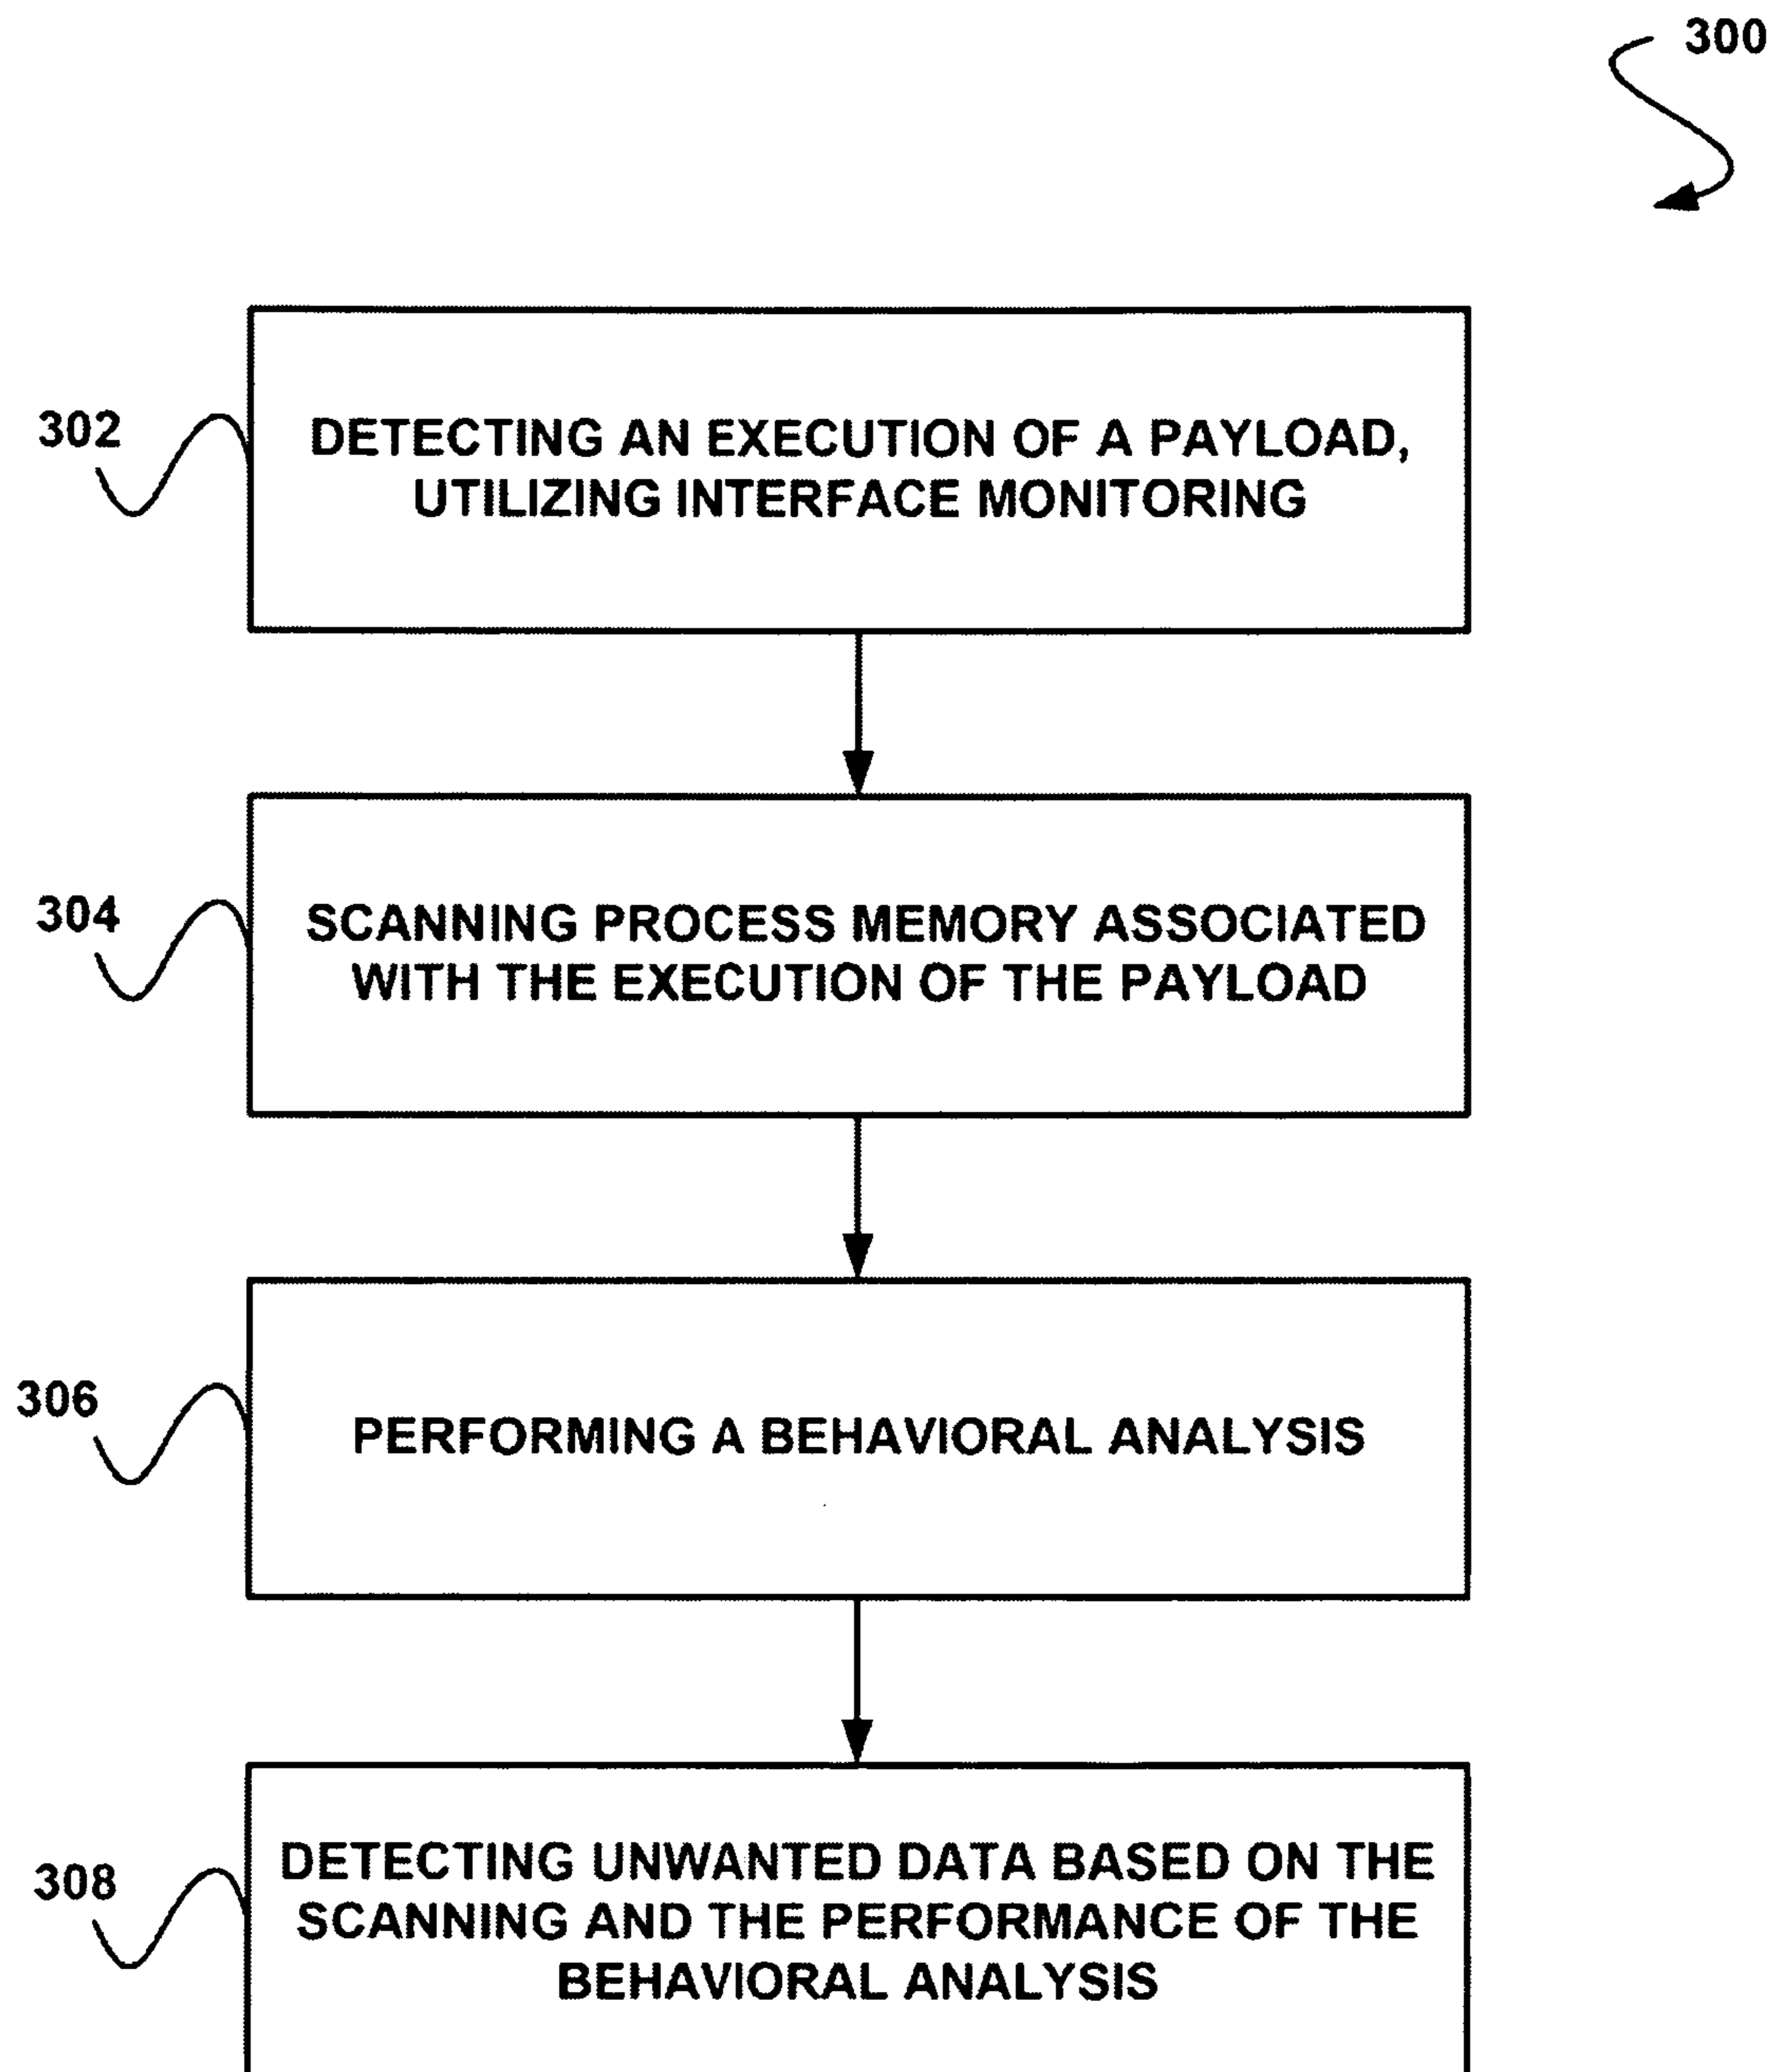 300
302
DETECTING AN EXECUTION OF A PAYLOAD,
UTILIZING INTERFACE MONITORING
304
SCANNING PROCESS MEMORY ASSOCIATED
WITH THE EXECUTION OF THE PAYLOAD
306
PERFORMING A BEHAVIORAL ANALYSIS
308
DETECTING UNWANTED DATA BASED ON THE
SCANNING AND THE PERFORMANCE OF THE
BEHAVIORAL ANALYSIS